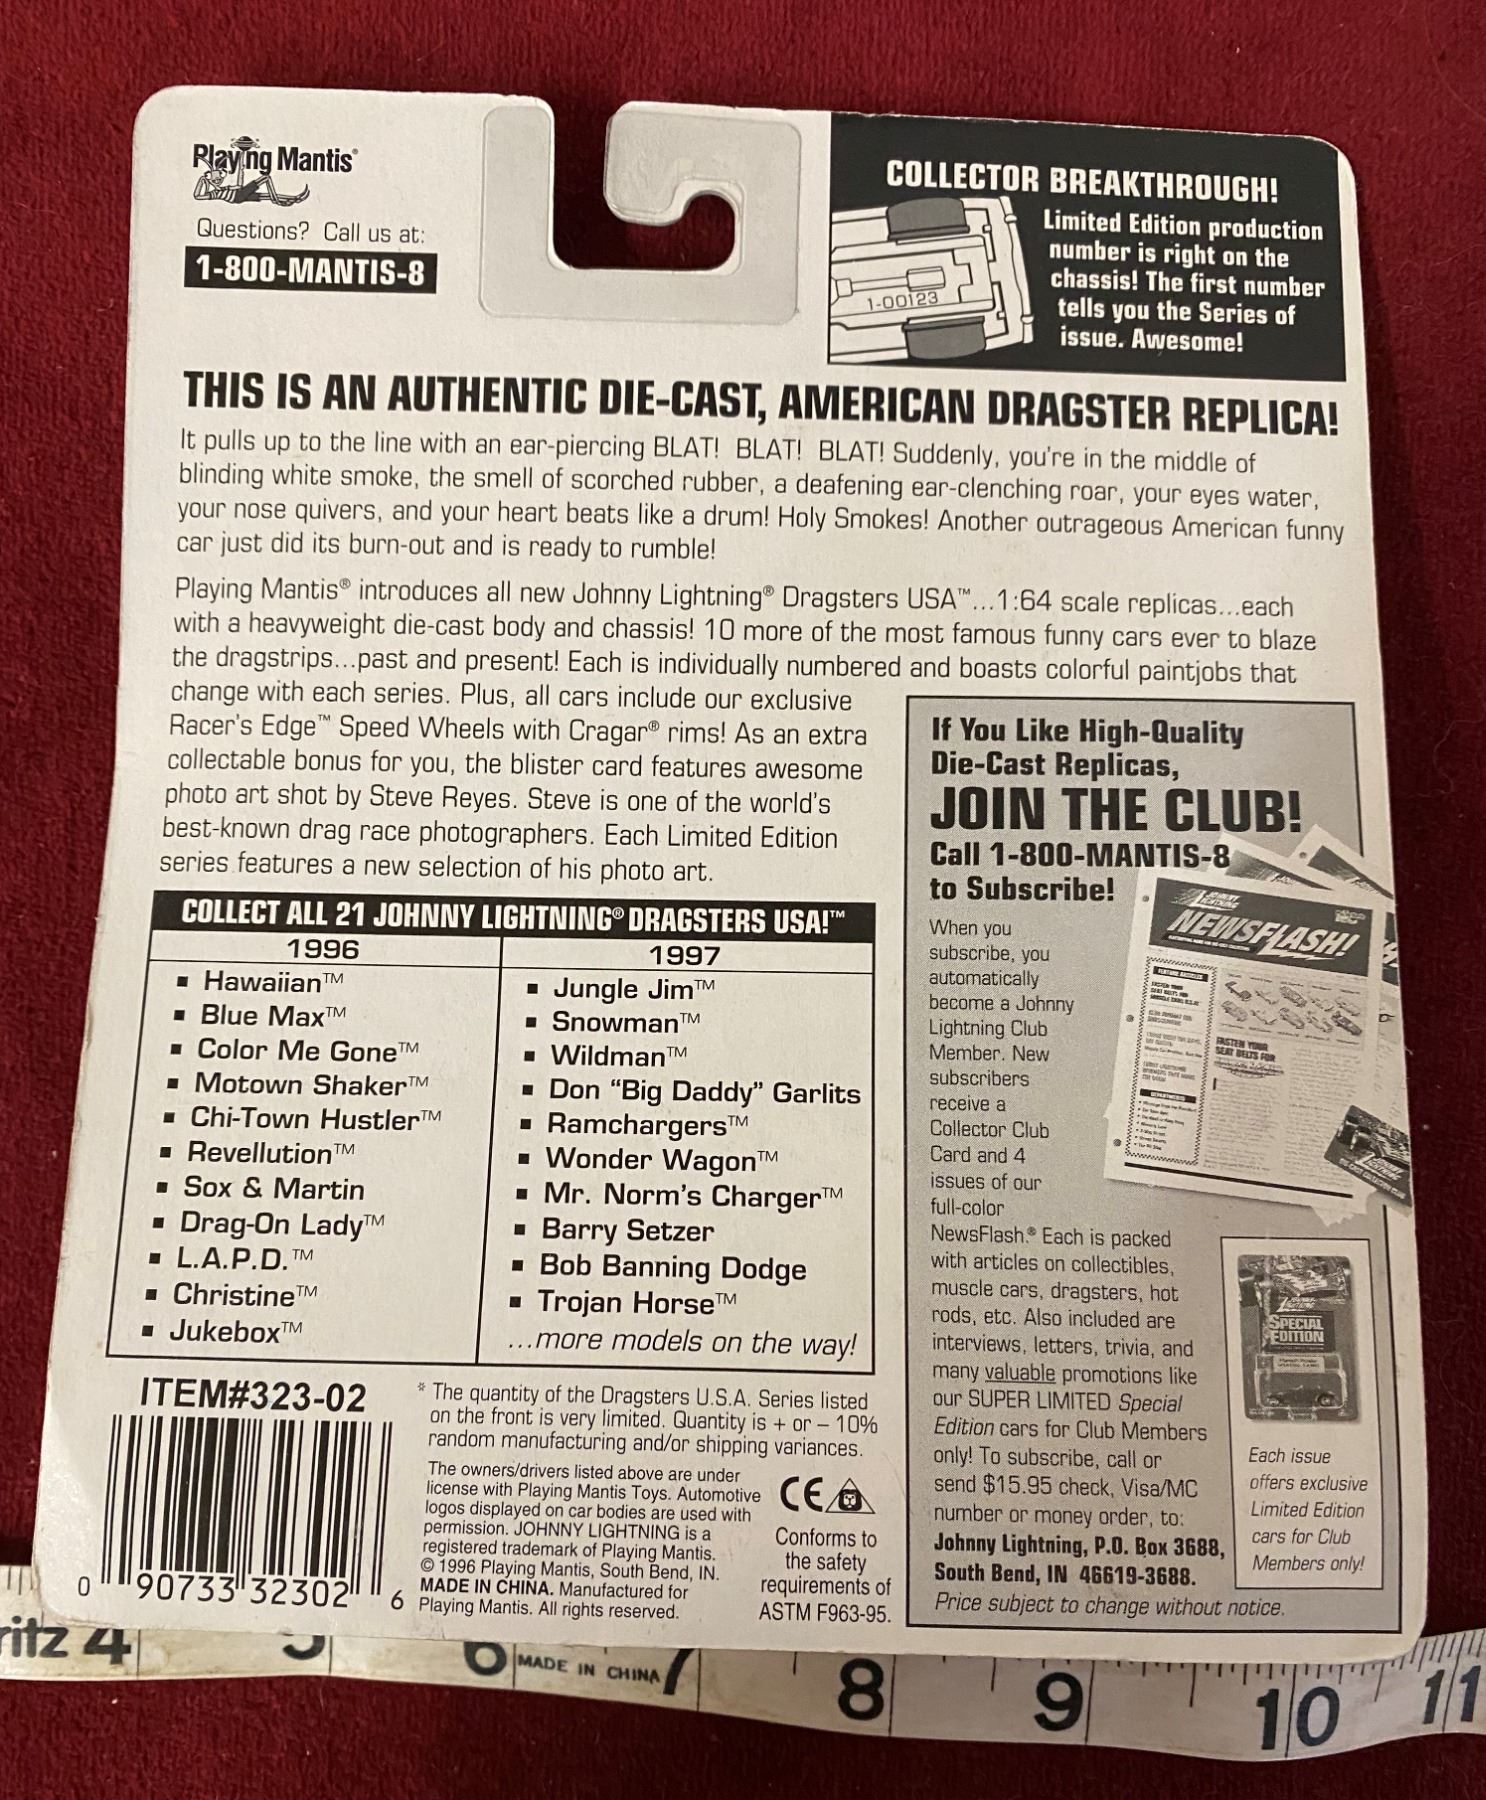 Playing Mantis®
Questions? Call us at:
1-800-MANTIS-8
COLLECTOR BREAKTHROUGH!
Limited Edition production
number is right on the
chassis! The first number
tells you the Series of
issue. Awesome!
1-00123
THIS IS AN AUTHENTIC DIE-CAST, AMERICAN DRAGSTER REPLICA!
It pulls up to the line with an ear-piercing BLAT! BLAT! BLAT! Suddenly, you're in the middle of
blinding white smoke, the smell of scorched rubber, a deafening ear-clenching roar, your eyes water,
your nose quivers, and your heart beats like a drum! Holy Smokes! Another outrageous American funny
car just did its burn-out and is ready to rumble!
Playing Mantis® introduces all new Johnny Lightning® Dragsters USA™...1:64 scale replicas...each
with a heavyweight die-cast body and chassis! 10 more of the most famous funny cars ever to blaze
the dragstrips...past and present! Each is individually numbered and boasts colorful paintjobs that
change with each series. Plus, all cars include our exclusive
Racer's Edge™ Speed Wheels with Cragar® rims! As an extra
collectable bonus for you, the blister card features awesome
photo art shot by Steve Reyes. Steve is one of the world's
best-known drag race photographers. Each Limited Edition
series features a new selection of his photo art.
COLLECT ALL 21 JOHNNY LIGHTNING® DRAGSTERS USA!™
1996
▪ Hawaiian™
▪ Blue Max™
▪ Color Me Gone™
▪ Motown Shaker™
▪ Chi-Town Hustler™
▪ Revellution™
▪ Sox & Martin
▪ Drag-On Lady™
▪ L.A.P.D.™
▪ Christine™
▪ Jukebox™
1997
▪ Jungle Jim™
▪ Snowman™
▪ Wildman™
▪ Don “Big Daddy” Garlits
▪ Ramchargers™
▪ Wonder Wagon™
▪ Mr. Norm's Charger™
▪ Barry Setzer
▪ Bob Banning Dodge
▪ Trojan Horse™
...more models on the way!
ITEM#323-02
0 90733 32302 6
* The quantity of the Dragsters U.S.A. Series listed
on the front is very limited. Quantity is + or – 10%
random manufacturing and/or shipping variances.
The owners/drivers listed above are under
license with Playing Mantis Toys. Automotive
logos displayed on car bodies are used with
permission. JOHNNY LIGHTNING is a
registered trademark of Playing Mantis.
© 1996 Playing Mantis, South Bend, IN.
MADE IN CHINA. Manufactured for
Playing Mantis. All rights reserved.
CE
Conforms to
the safety
requirements of
ASTM F963-95.
If You Like High-Quality
Die-Cast Replicas,
JOIN THE CLUB!
Call 1-800-MANTIS-8
to Subscribe!
When you
subscribe, you
automatically
become a Johnny
Lightning Club
Member. New
subscribers
receive a
Collector Club
Card and 4
issues of our
full-color
NewsFlash.® Each is packed
with articles on collectibles,
muscle cars, dragsters, hot
rods, etc. Also included are
interviews, letters, trivia, and
many valuable promotions like
our SUPER LIMITED Special
Edition cars for Club Members
only! To subscribe, call or
send $15.95 check, Visa/MC
number or money order, to:
Johnny Lightning, P.O. Box 3688,
South Bend, IN 46619-3688.
Price subject to change without notice.
NEWSFLASH!
FASTEN YOUR
SEAT BELTS FOR
SPECIAL
EDITION
Each issue
offers exclusive
Limited Edition
cars for Club
Members only!
ritz 4 5 6 MADE IN CHINA 7 8 9 10 11